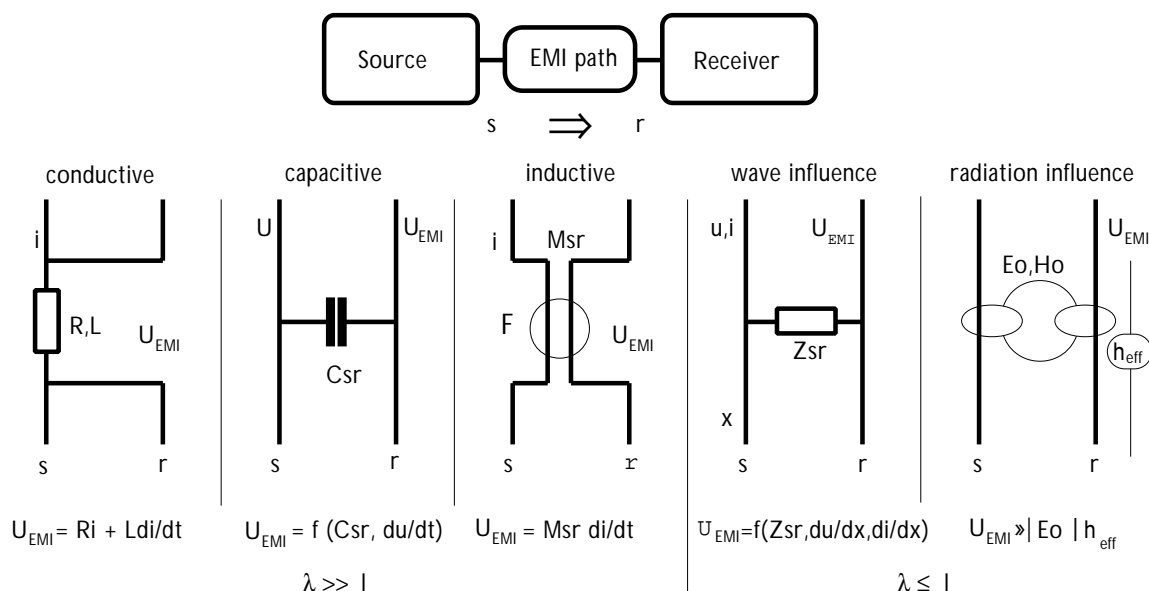 Source
EMI path
Receiver
s ⇒ r
conductive
capacitive
inductive
wave influence
radiation influence
i
R,L
U_EMI
s r
U_EMI = Ri + Ldi/dt
U
U_EMI
Csr
s r
U_EMI = f (Csr, du/dt)
i
Msr
F
U_EMI
s r
U_EMI = Msr di/dt
λ >> l
u,i
U_EMI
Zsr
x
s r
U_EMI=f(Zsr,du/dx,di/dx)
U_EMI
Eo,Ho
h_eff
s r
U_EMI »| Eo | h_eff
λ ≤ l